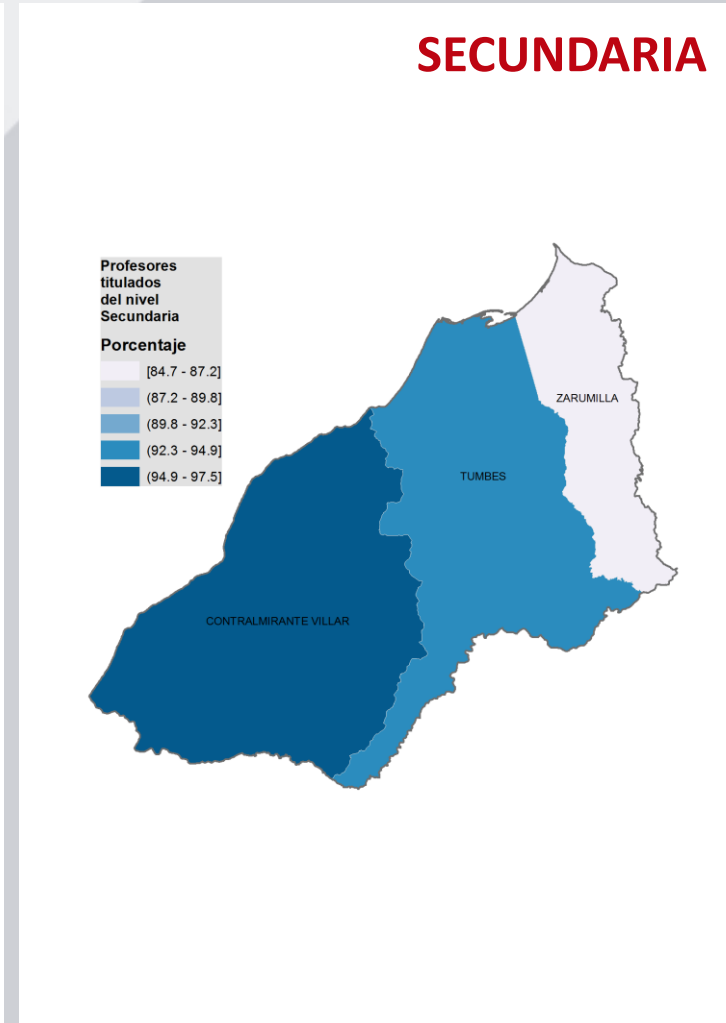 SECUNDARIA
Profesores
titulados
del nivel
Secundaria
Porcentaje
[84.7 - 87.2]
(87.2 - 89.8]
(89.8 - 92.3]
(92.3 - 94.9]
(94.9 - 97.5]
ZARUMILLA
TUMBES
CONTRALMIRANTE VILLAR